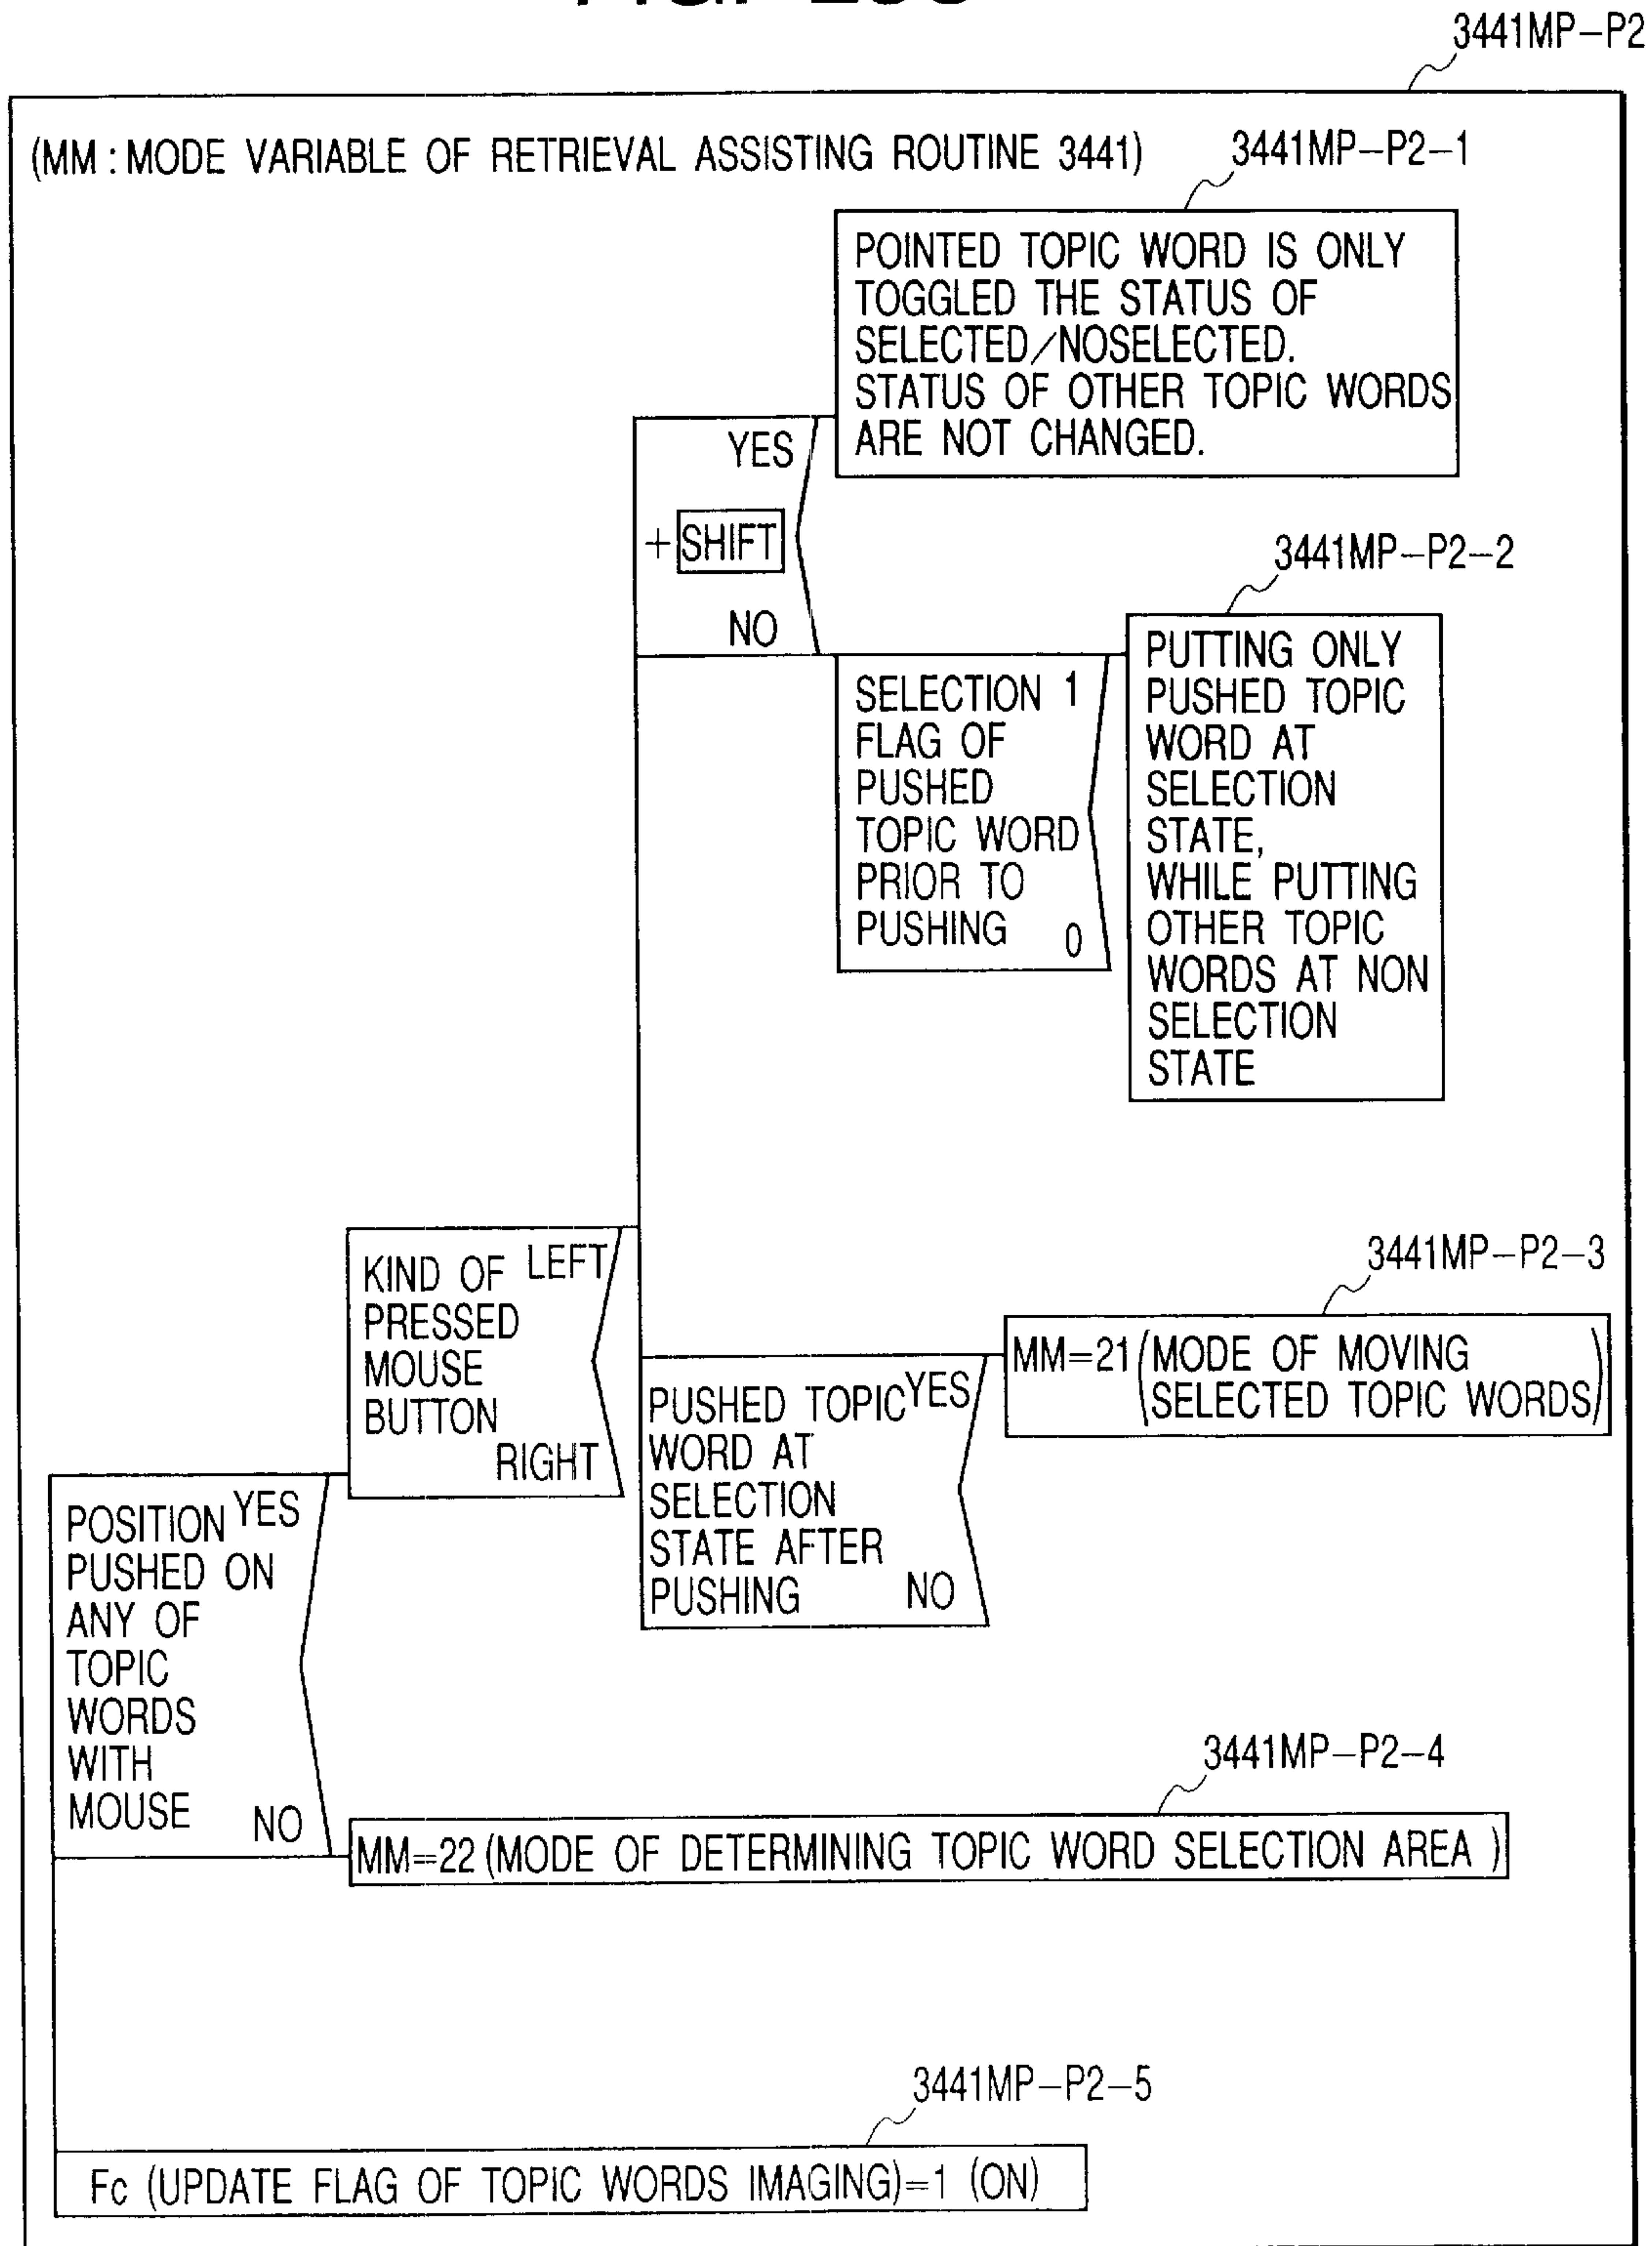 3441MP-P2
(MM : MODE VARIABLE OF RETRIEVAL ASSISTING ROUTINE 3441)
3441MP-P2-1
POINTED TOPIC WORD IS ONLY
TOGGLED THE STATUS OF
SELECTED/NOSELECTED.
STATUS OF OTHER TOPIC WORDS
ARE NOT CHANGED.
YES
+ SHIFT
NO
3441MP-P2-2
SELECTION 1
FLAG OF
PUSHED
TOPIC WORD
PRIOR TO
PUSHING 0
PUTTING ONLY
PUSHED TOPIC
WORD AT
SELECTION
STATE,
WHILE PUTTING
OTHER TOPIC
WORDS AT NON
SELECTION
STATE
KIND OF LEFT
PRESSED
MOUSE
BUTTON
RIGHT
3441MP-P2-3
MM=21 (MODE OF MOVING
SELECTED TOPIC WORDS)
PUSHED TOPIC YES
WORD AT
SELECTION
STATE AFTER
PUSHING NO
POSITION YES
PUSHED ON
ANY OF
TOPIC
WORDS
WITH
MOUSE NO
3441MP-P2-4
MM=22 (MODE OF DETERMINING TOPIC WORD SELECTION AREA )
3441MP-P2-5
Fc (UPDATE FLAG OF TOPIC WORDS IMAGING)=1 (ON)